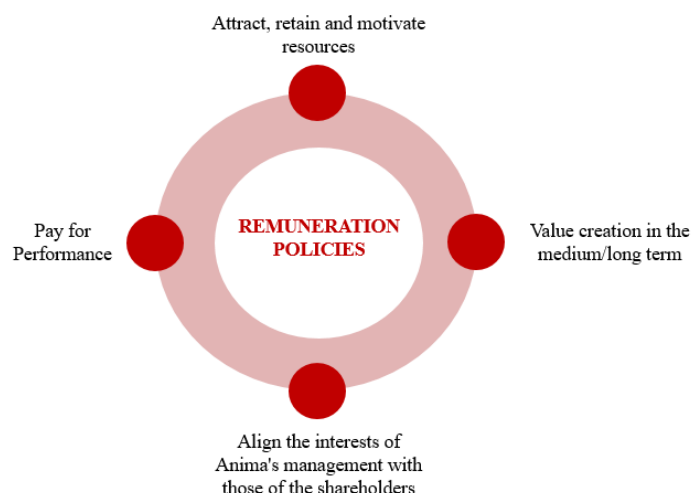 Attract, retain and motivate
resources
Pay for
Performance
REMUNERATION
POLICIES
Value creation in the
medium/long term
Align the interests of
Anima's management with
those of the shareholders